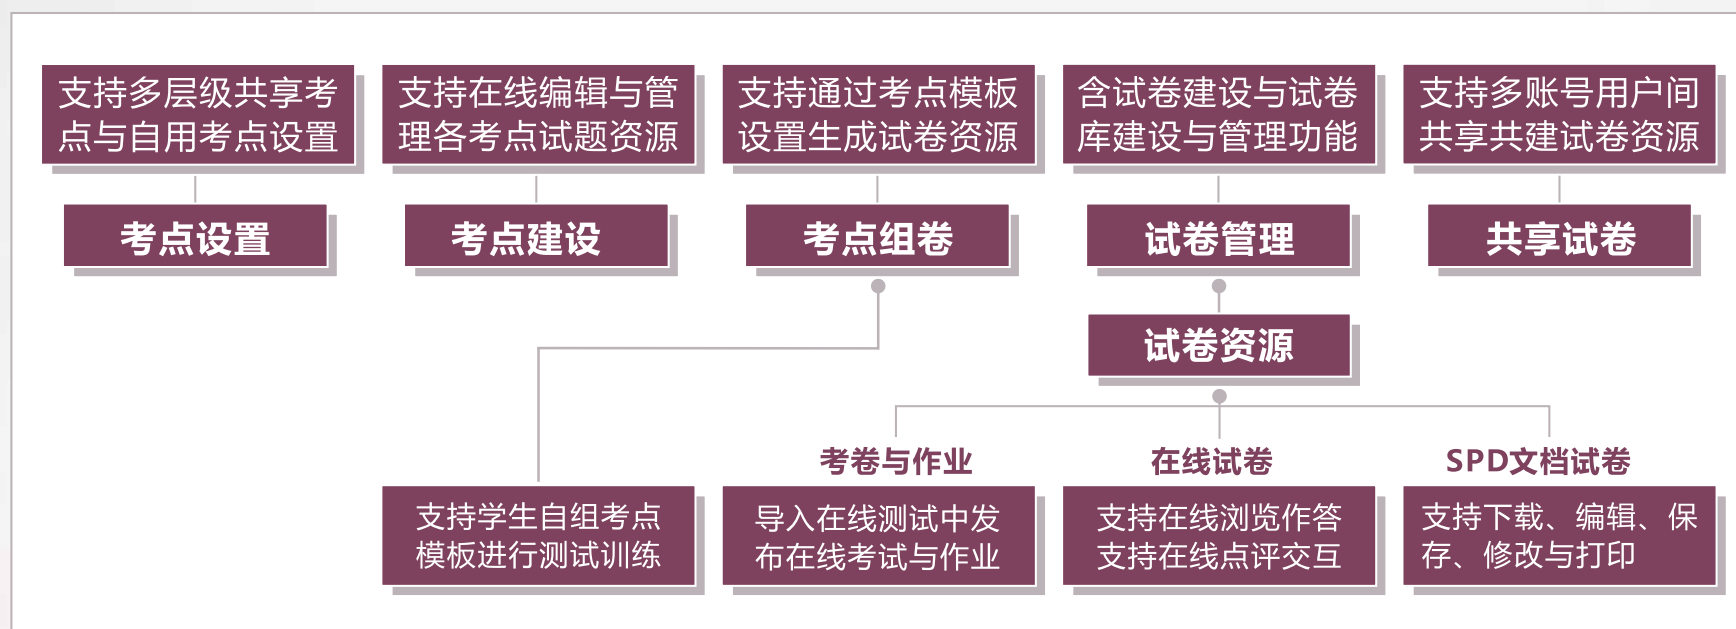 支持多层级共享考
点与自用考点设置
支持在线编辑与管
理各考点试题资源
支持通过考点模板
设置生成试卷资源
含试卷建设与试卷
库建设与管理功能
支持多账号用户间
共享共建试卷资源
考点设置
考点建设
考点组卷
试卷管理
共享试卷
试卷资源
考卷与作业
在线试卷
SPD文档试卷
支持学生自组考点
模板进行测试训练
导入在线测试中发
布在线考试与作业
支持在线浏览作答
支持在线点评交互
支持下载、编辑、保
存、修改与打印